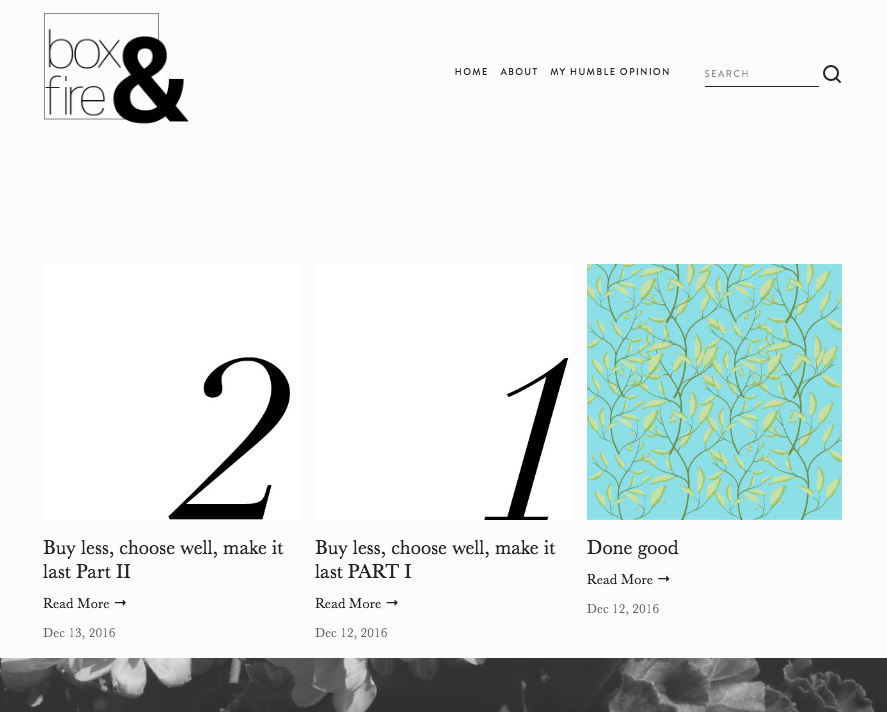 box
fire &
HOME ABOUT MY HUMBLE OPINION
SEARCH
2
1
Buy less, choose well, make it
last Part II
Read More →
Dec 13, 2016
Buy less, choose well, make it
last PART I
Read More →
Dec 12, 2016
Done good
Read More →
Dec 12, 2016